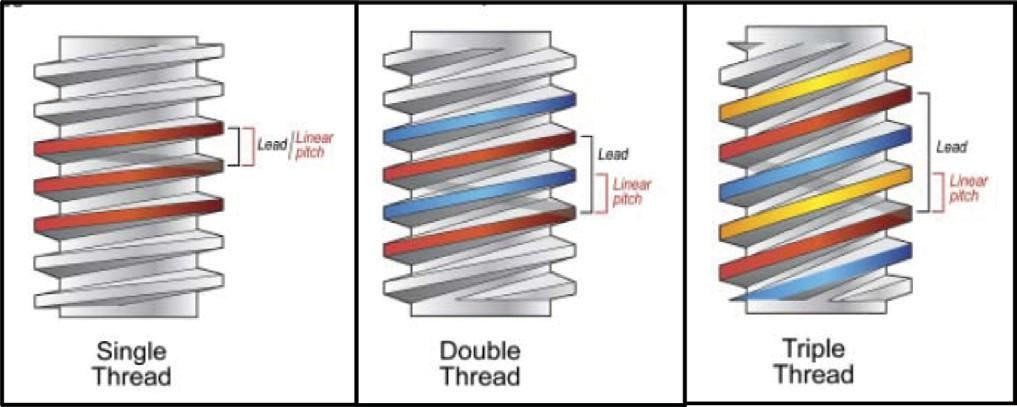 Lead/Linear
pitch
Single
Thread
Lead
Linear
pitch
Double
Thread
Lead
Linear
pitch
Triple
Thread